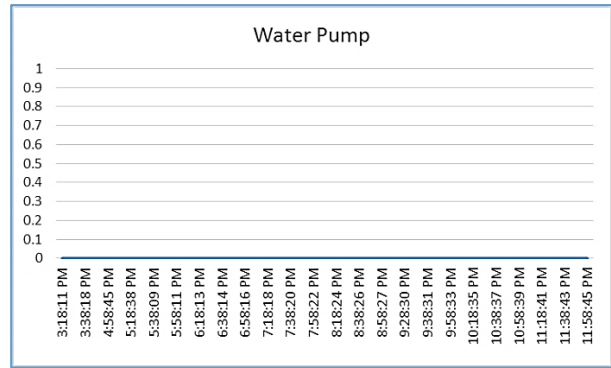 Water Pump
1
0.9
0.8
0.7
0.6
0.5
0.4
0.3
0.2
0.1
0
3:18:11 PM
3:38:18 PM
4:58:45 PM
5:18:38 PM
5:38:09 PM
5:58:11 PM
6:18:13 PM
6:38:14 PM
6:58:16 PM
7:18:18 PM
7:38:20 PM
7:58:22 PM
8:18:24 PM
8:38:26 PM
8:58:27 PM
9:28:30 PM
9:38:31 PM
9:58:33 PM
10:18:35 PM
10:38:37 PM
10:58:39 PM
11:18:41 PM
11:38:43 PM
11:58:45 PM